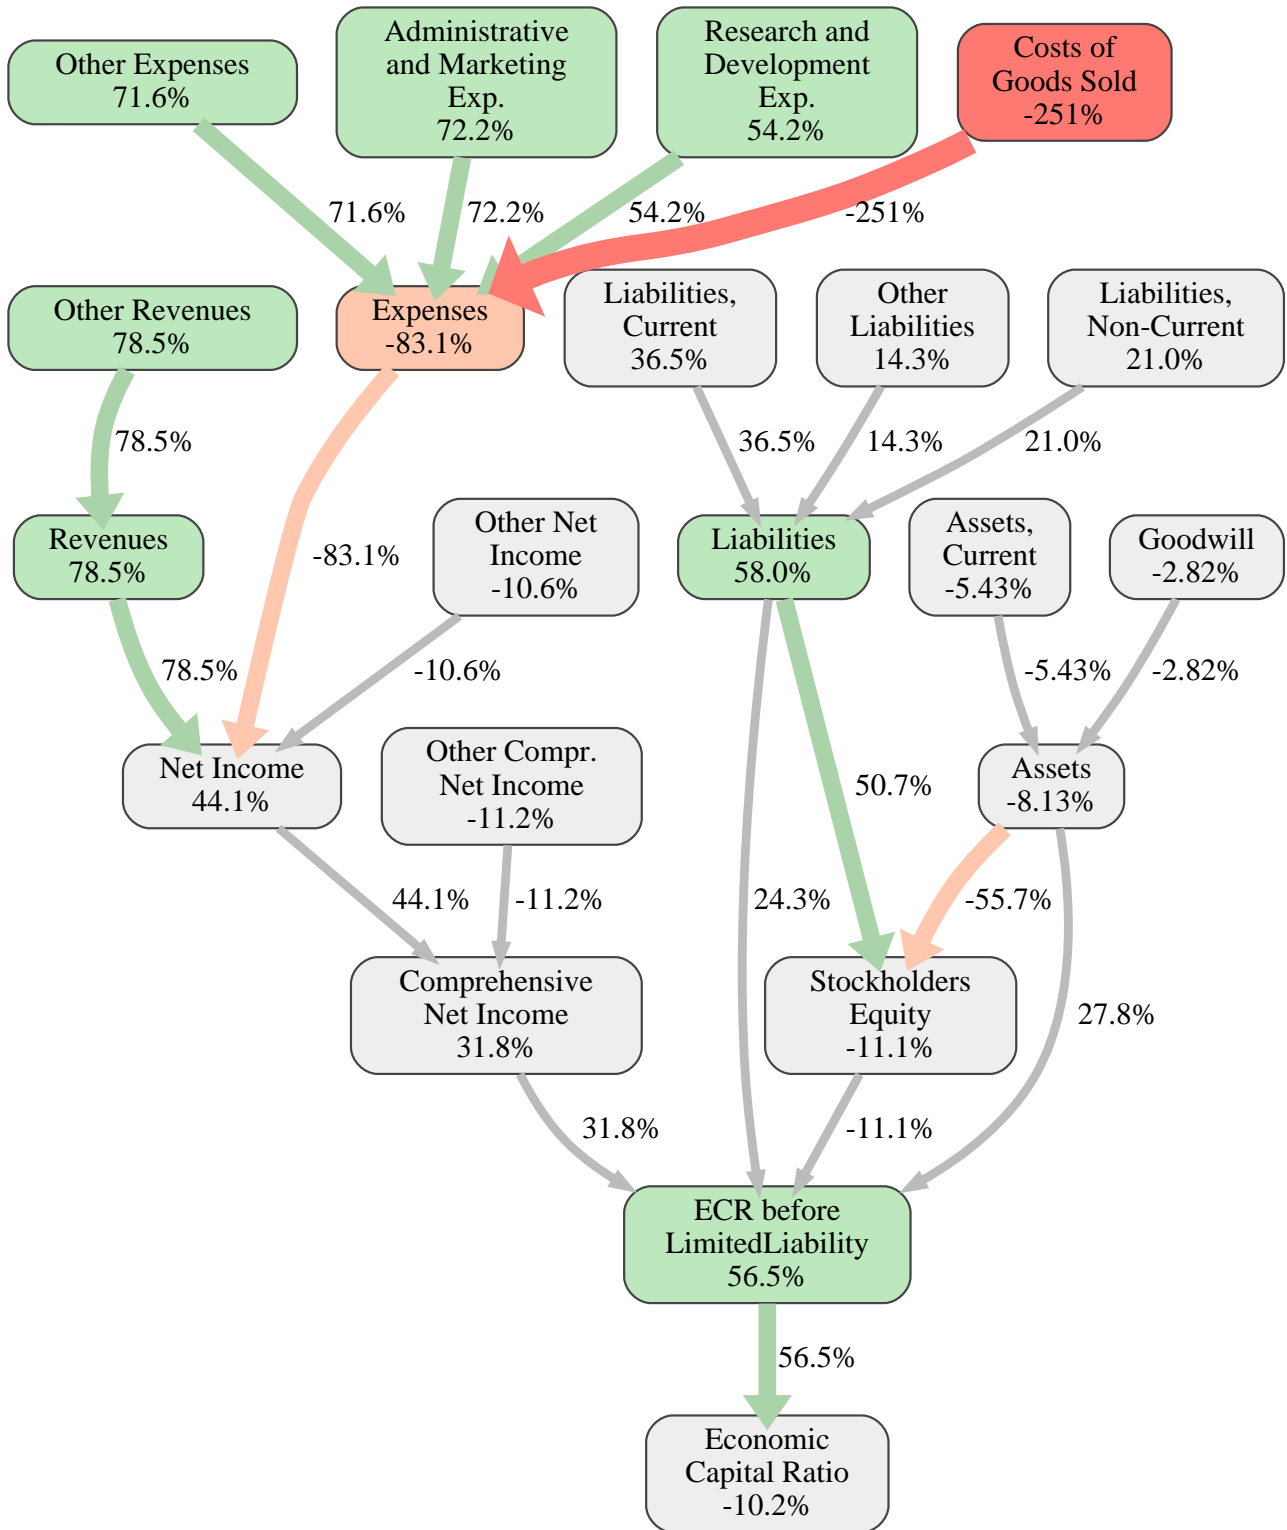 Other Expenses
71.6%
Administrative
and Marketing
Exp.
72.2%
Research and
Development
Exp.
54.2%
Costs of
Goods Sold
-251%
71.6%
72.2%
54.2%
-251%
Other Revenues
78.5%
Expenses
-83.1%
Liabilities,
Current
36.5%
Other
Liabilities
14.3%
Liabilities,
Non-Current
21.0%
78.5%
36.5%
14.3%
21.0%
Revenues
78.5%
-83.1%
Other Net
Income
-10.6%
Liabilities
58.0%
Assets,
Current
-5.43%
Goodwill
-2.82%
78.5%
-10.6%
-5.43%
-2.82%
Net Income
44.1%
Other Compr.
Net Income
-11.2%
50.7%
Assets
-8.13%
44.1%
-11.2%
24.3%
-55.7%
Comprehensive
Net Income
31.8%
Stockholders
Equity
-11.1%
27.8%
31.8%
-11.1%
ECR before
LimitedLiability
56.5%
56.5%
Economic
Capital Ratio
-10.2%